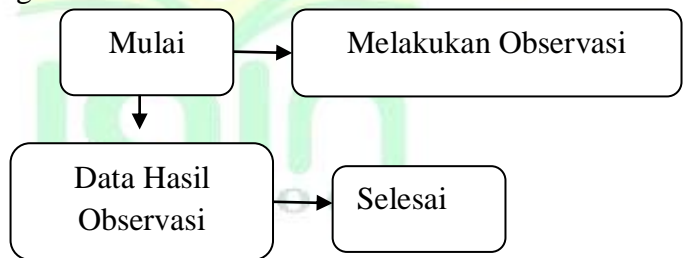 Mulai
Melakukan Observasi
Data Hasil
Observasi
Selesai